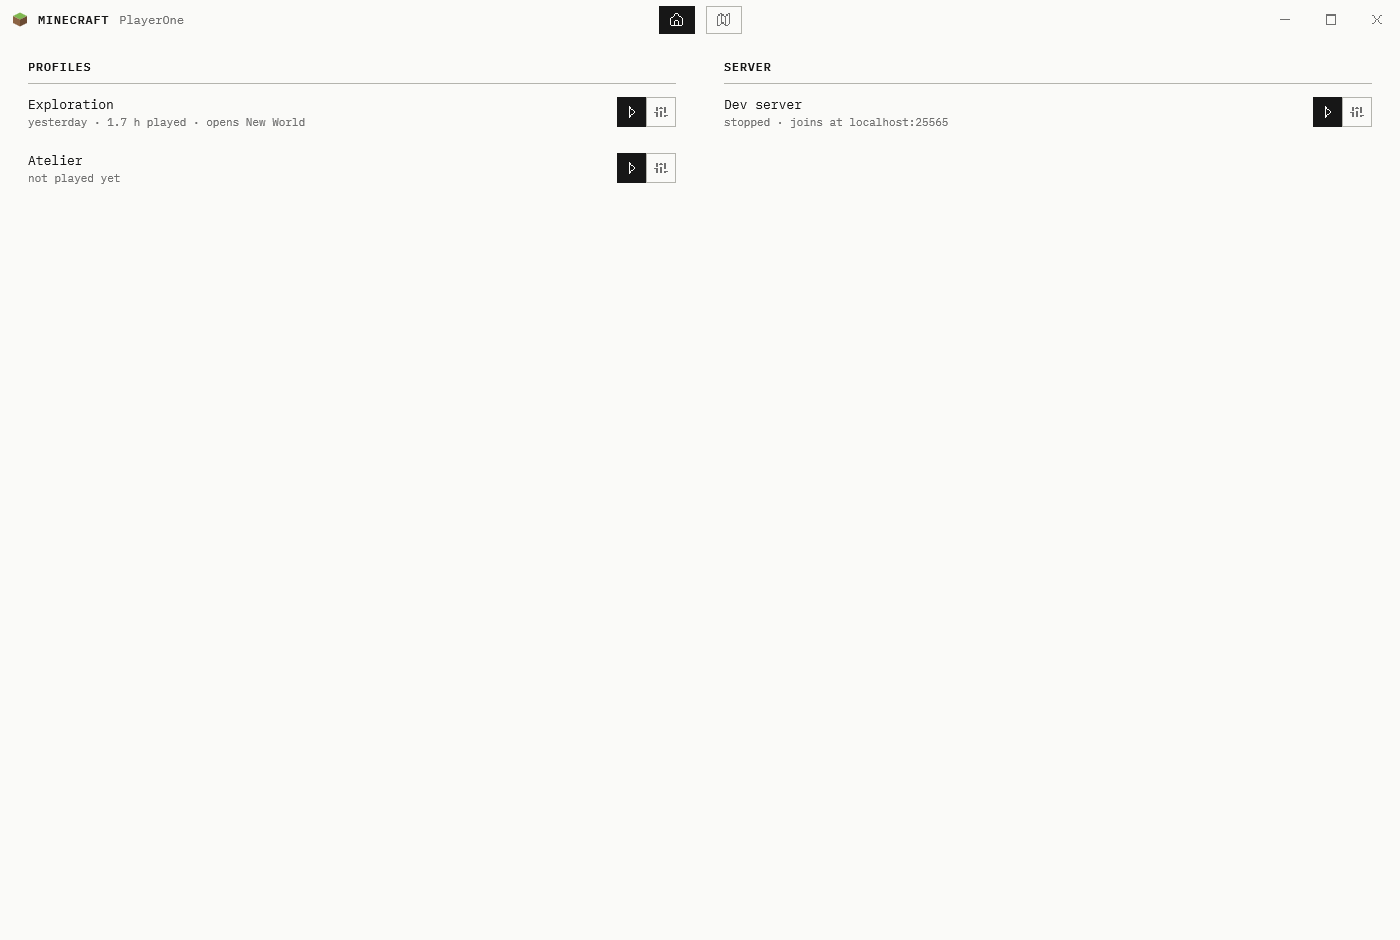 MINECRAFT PlayerOne
PROFILES
Exploration
yesterday · 1.7 h played · opens New World
Atelier
not played yet
SERVER
Dev server
stopped · joins at localhost:25565